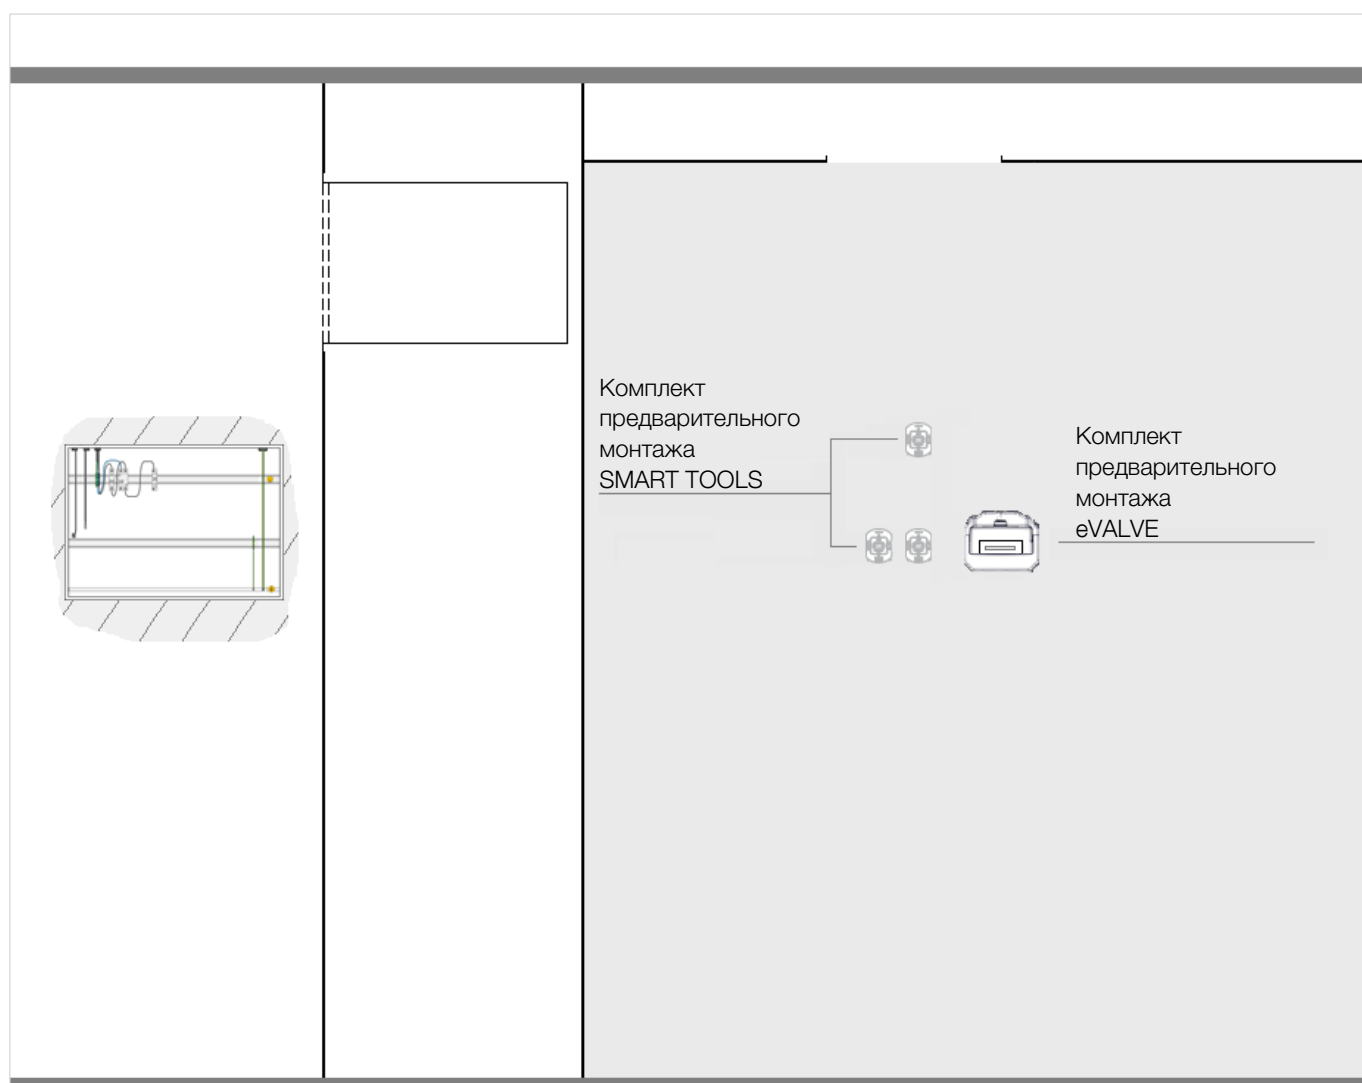 Комплект
предварительного
монтажа
SMART TOOLS
Комплект
предварительного
монтажа
eVALVE